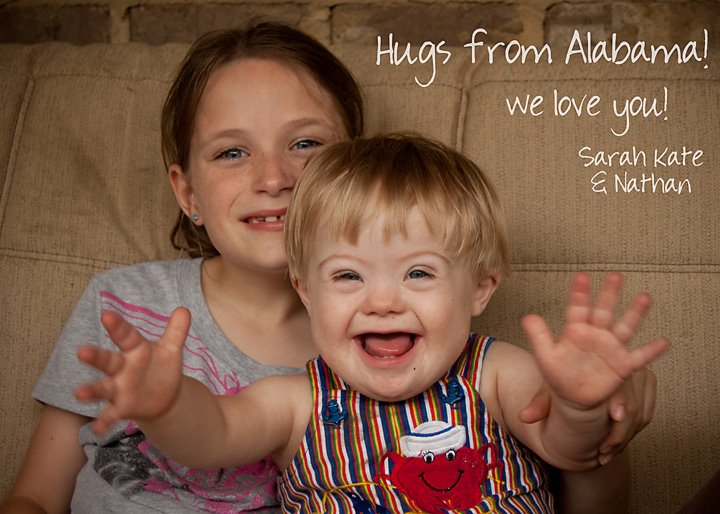 Hugs from Alabama!
we love you!
Sarah Kate
& Nathan